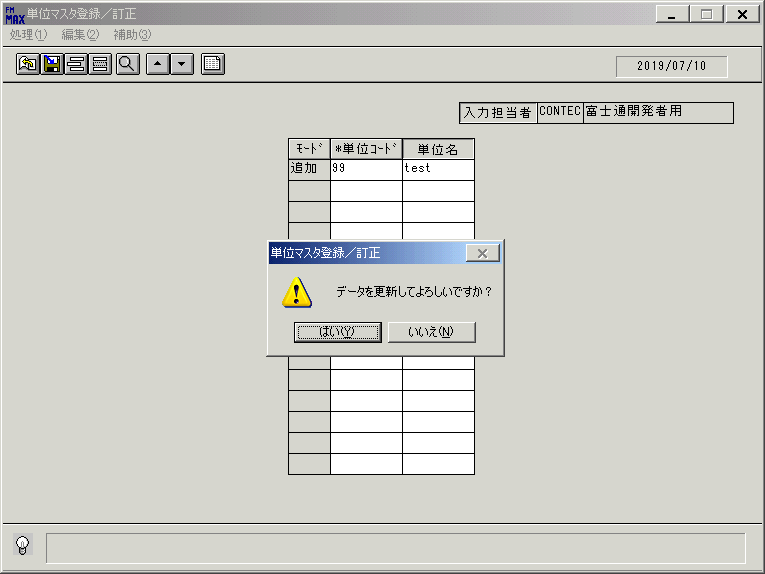 FM MAX 単位マスタ登録／訂正
処理(1) 編集(2) 補助(3)
2019/07/10
入力担当者 CONTEC 富士通開発者用
ﾓｰﾄﾞ *単位ｺｰﾄﾞ 単位名
追加 99 test
単位マスタ登録／訂正
データを更新してよろしいですか？
はい(Y) いいえ(N)